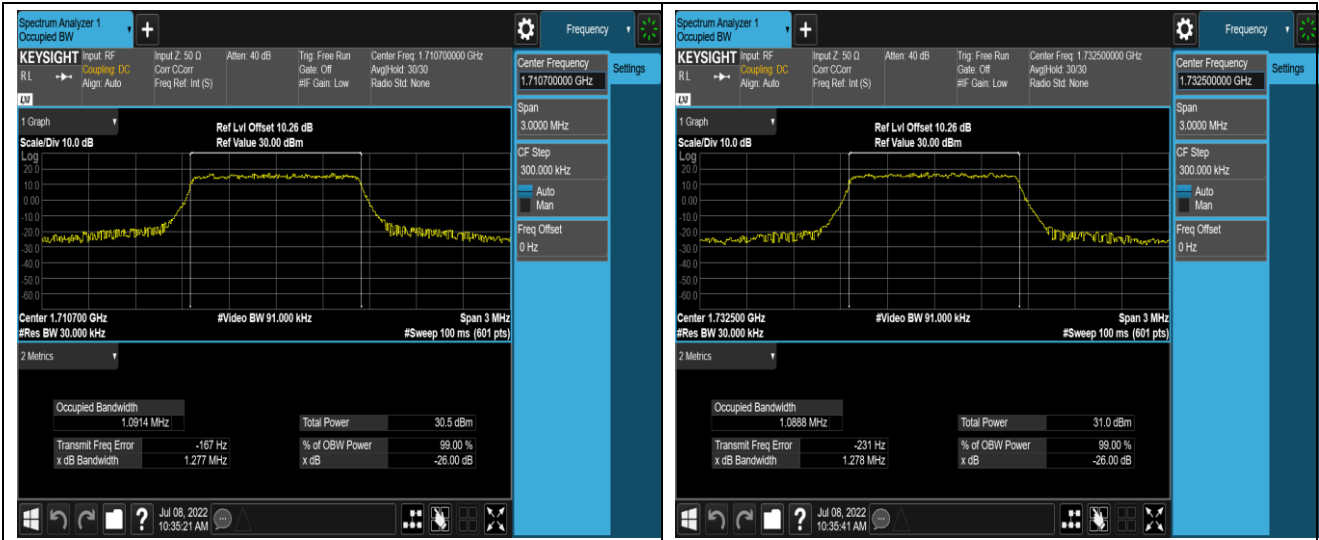 Spectrum Analyzer 1
Occupied BW
Frequency
KEYSIGHT
RL
LXI
Input: RF
Coupling: DC
Align: Auto
Input Z: 50 Ω
Corr CCorr
Freq Ref: Int (S)
Atten: 40 dB
Trig: Free Run
Gate: Off
#IF Gain: Low
Center Freq: 1.710700000 GHz
Avg|Hold: 30/30
Radio Std: None
Center Frequency
1.710700000 GHz
Settings
Span
3.0000 MHz
CF Step
300.000 kHz
Auto
Man
Freq Offset
0 Hz
1 Graph
Scale/Div 10.0 dB
Ref Lvl Offset 10.26 dB
Ref Value 30.00 dBm
Log
20.0
10.0
0.00
-10.0
-20.0
-30.0
-40.0
-50.0
-60.0
Center 1.710700 GHz
#Video BW 91.000 kHz
Span 3 MHz
#Res BW 30.000 kHz
#Sweep 100 ms (601 pts)
2 Metrics
Occupied Bandwidth
1.0914 MHz
Total Power 30.5 dBm
Transmit Freq Error -167 Hz
% of OBW Power 99.00 %
x dB Bandwidth 1.277 MHz
x dB -26.00 dB
?
Jul 08, 2022
10:35:21 AM
Spectrum Analyzer 1
Occupied BW
Frequency
KEYSIGHT
RL
LXI
Input: RF
Coupling: DC
Align: Auto
Input Z: 50 Ω
Corr CCorr
Freq Ref: Int (S)
Atten: 40 dB
Trig: Free Run
Gate: Off
#IF Gain: Low
Center Freq: 1.732500000 GHz
Avg|Hold: 30/30
Radio Std: None
Center Frequency
1.732500000 GHz
Settings
Span
3.0000 MHz
CF Step
300.000 kHz
Auto
Man
Freq Offset
0 Hz
1 Graph
Scale/Div 10.0 dB
Ref Lvl Offset 10.26 dB
Ref Value 30.00 dBm
Log
20.0
10.0
0.00
-10.0
-20.0
-30.0
-40.0
-50.0
-60.0
Center 1.732500 GHz
#Video BW 91.000 kHz
Span 3 MHz
#Res BW 30.000 kHz
#Sweep 100 ms (601 pts)
2 Metrics
Occupied Bandwidth
1.0888 MHz
Total Power 31.0 dBm
Transmit Freq Error -231 Hz
% of OBW Power 99.00 %
x dB Bandwidth 1.278 MHz
x dB -26.00 dB
?
Jul 08, 2022
10:35:41 AM